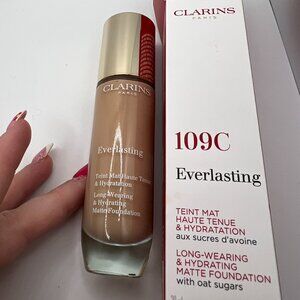 CLARINS
PARIS
Everlasting
Teint Mat Haute Tenue
& Hydratation
Long-Wearing
& Hydrating
Matte Foundation
CLARINS
PARIS
109C
Everlasting
TEINT MAT
HAUTE TENUE
& HYDRATATION
aux sucres d'avoine
LONG-WEARING
& HYDRATING
MATTE FOUNDATION
with oat sugars